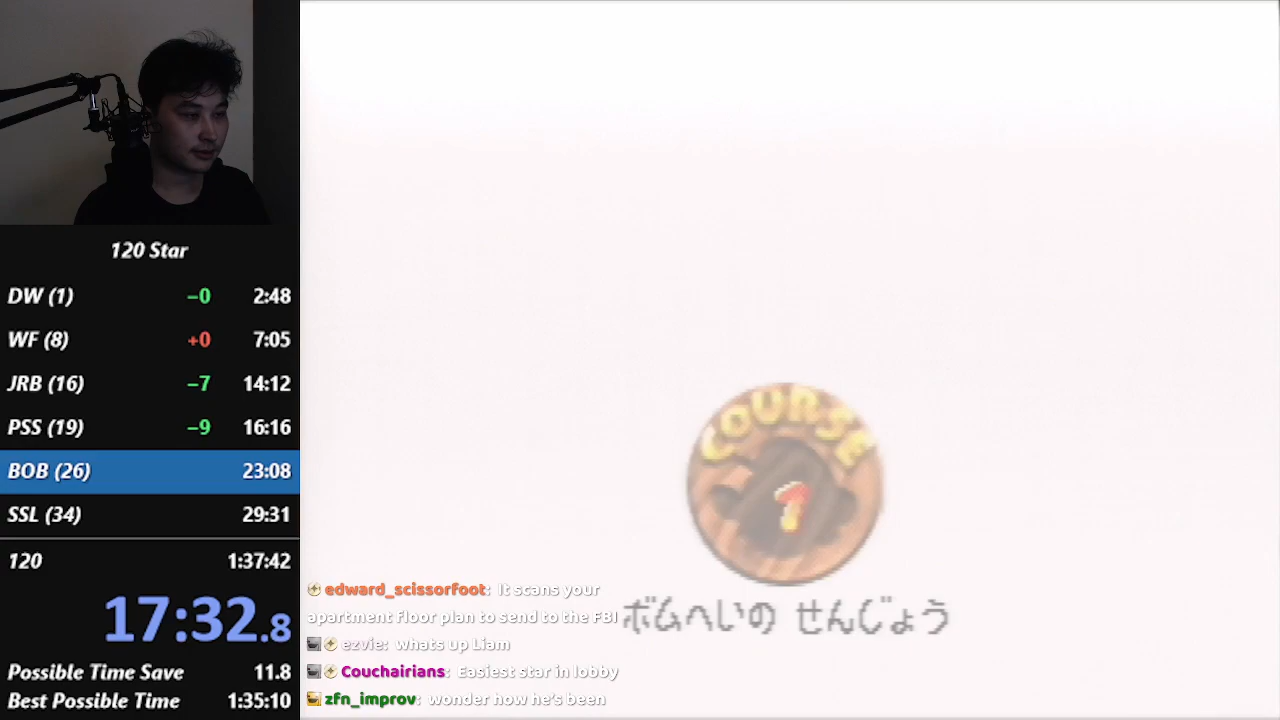 120 Star
DW (1) −0 2:48
WF (8) +0 7:05
JRB (16) −7 14:12
PSS (19) −9 16:16
BOB (26) 23:08
SSL (34) 29:31
120 1:37:42
17:32.8
Possible Time Save 11.8
Best Possible Time 1:35:10
COURSE
1
ボムへいの せんじょう
edward_scissorfoot: It scans your
apartment floor plan to send to the FBI
ezvie: whats up Liam
Couchairians: Easiest star in lobby
zfn_improv: wonder how he's been